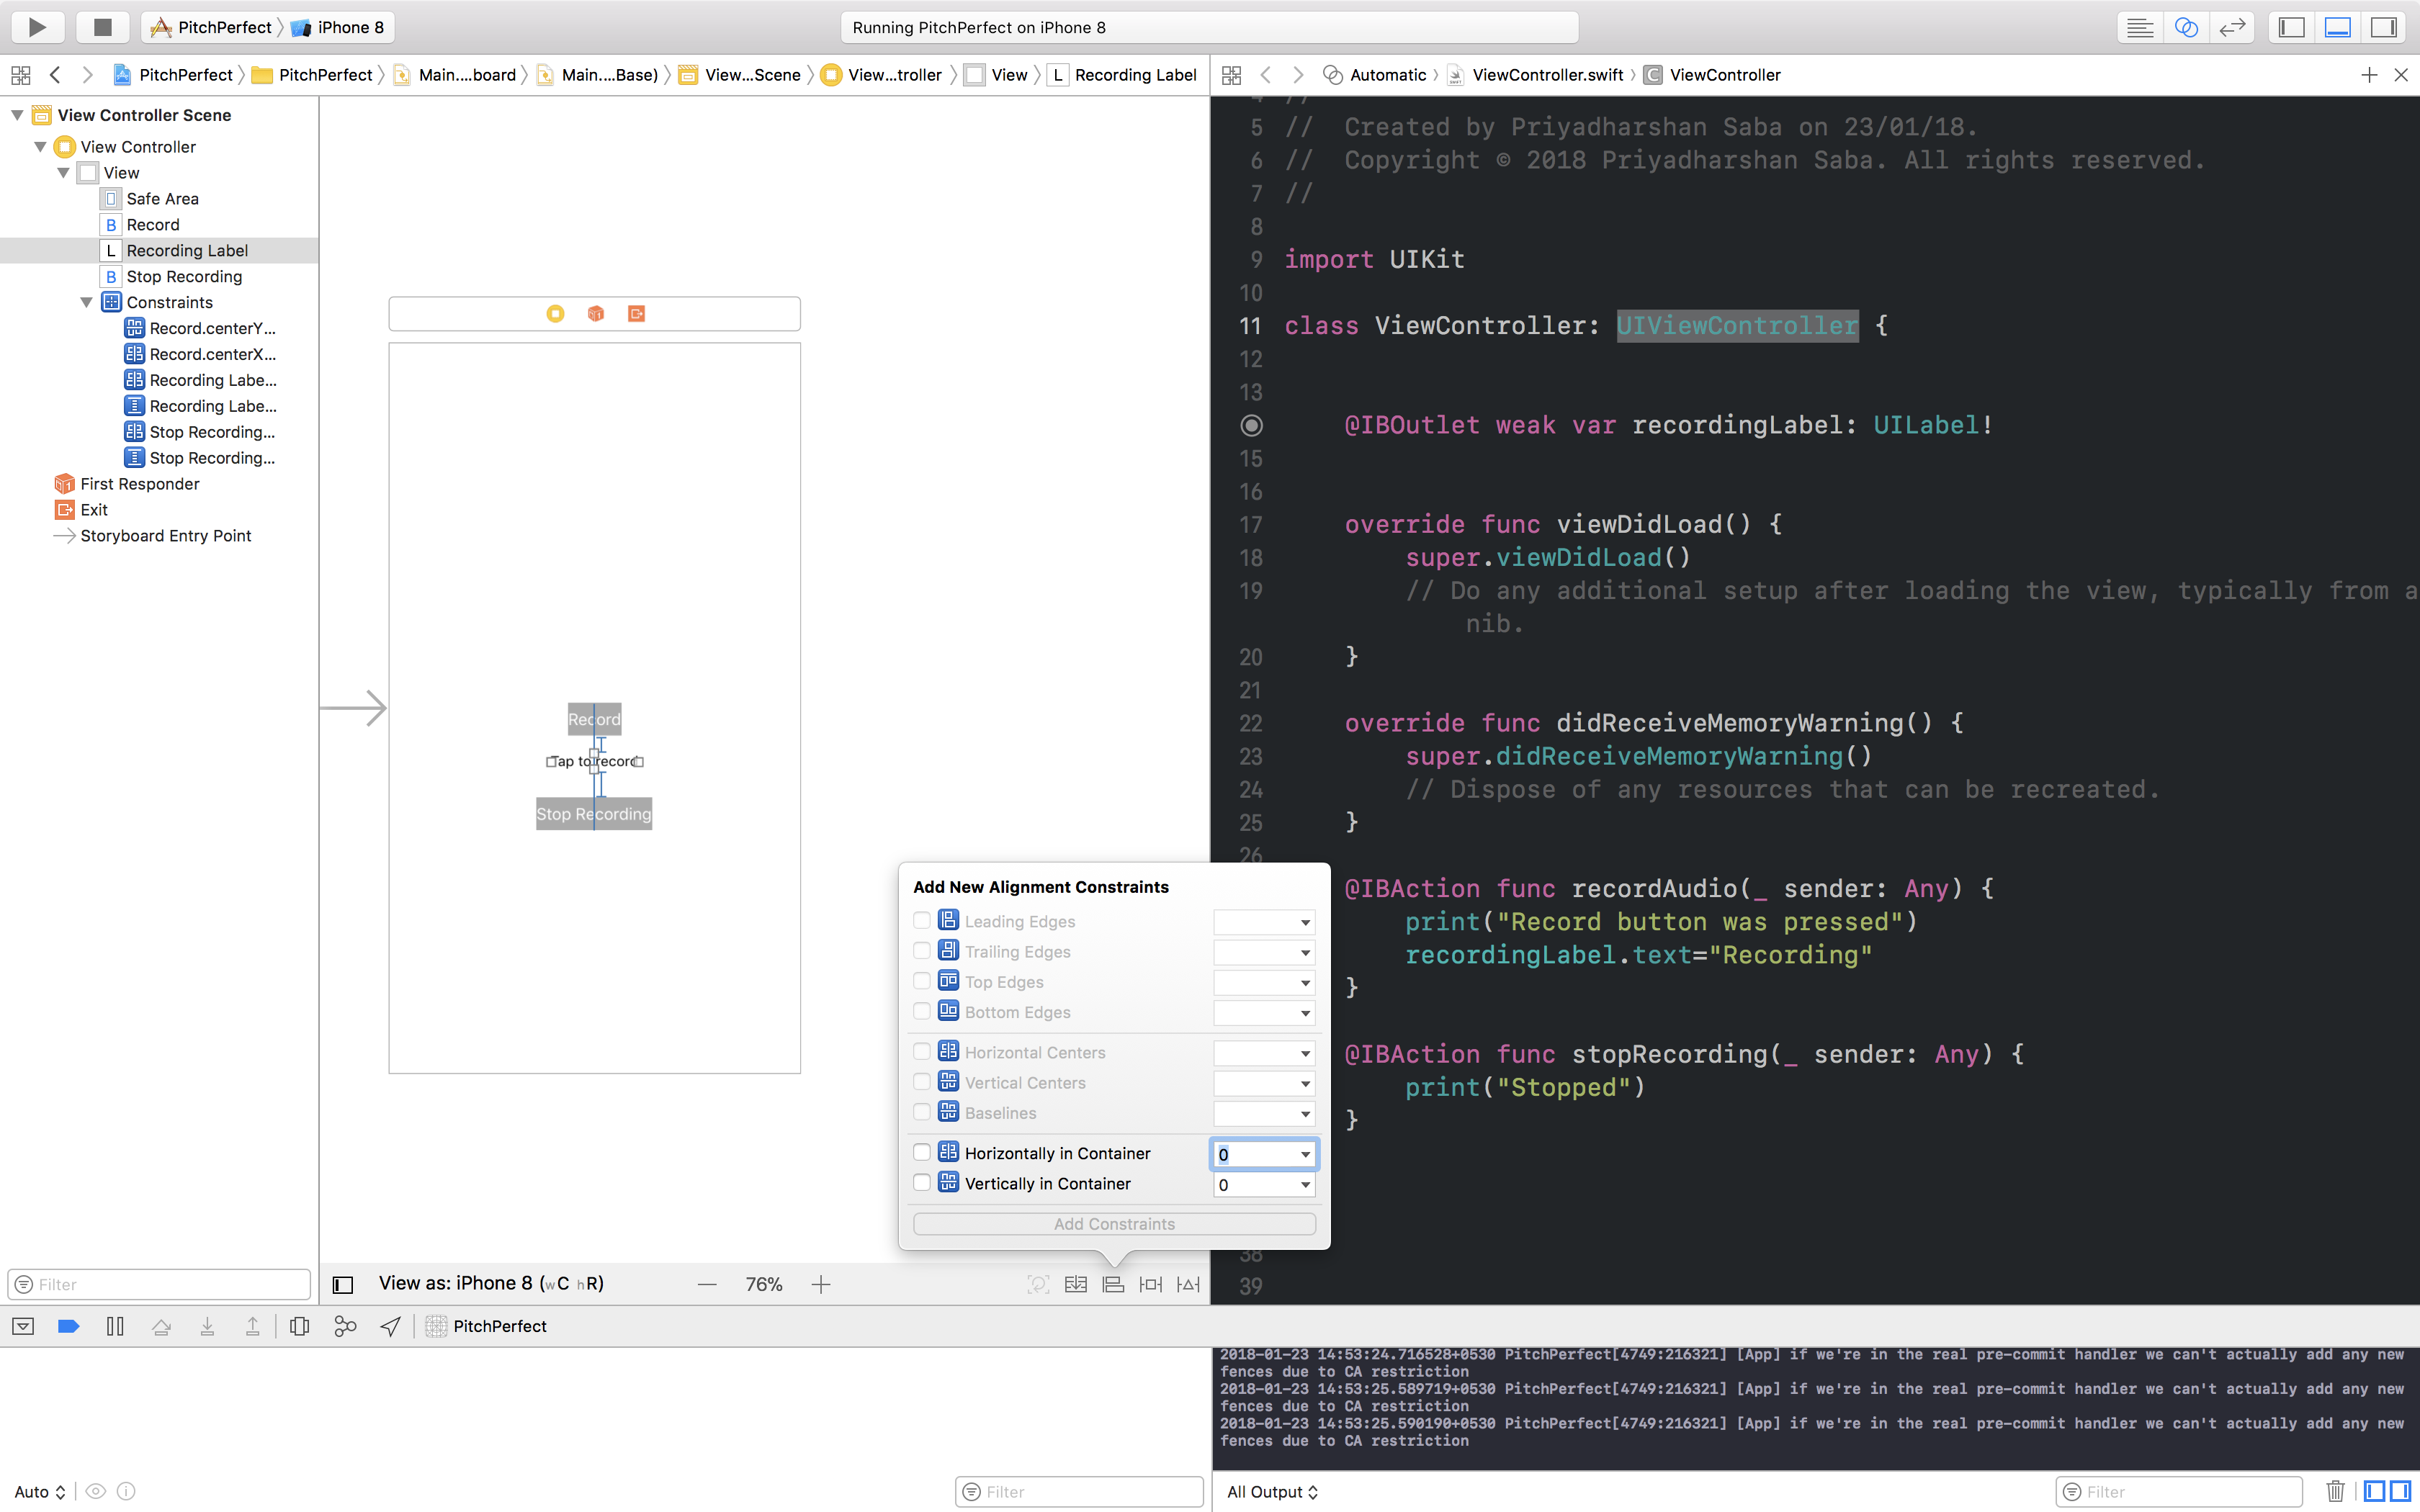 PitchPerfect iPhone 8
Running PitchPerfect on iPhone 8
PitchPerfect PitchPerfect Main....board Main....Base) View...Scene View...troller View L Recording Label
Automatic ViewController.swift C ViewController
View Controller Scene
View Controller
View
Safe Area
B Record
L Recording Label
B Stop Recording
Constraints
Record.centerY...
Record.centerX...
Recording Labe...
Recording Labe...
Stop Recording...
Stop Recording...
First Responder
Exit
Storyboard Entry Point
Filter
Record
Tap to record
Stop Recording
View as: iPhone 8 (wC hR)
76%
Add New Alignment Constraints
Leading Edges
Trailing Edges
Top Edges
Bottom Edges
Horizontal Centers
Vertical Centers
Baselines
Horizontally in Container 0
Vertically in Container 0
Add Constraints
4 //
5 // Created by Priyadharshan Saba on 23/01/18.
6 // Copyright © 2018 Priyadharshan Saba. All rights reserved.
7 //
8
9 import UIKit
10
11 class ViewController: UIViewController {
12
13
@IBOutlet weak var recordingLabel: UILabel!
15
16
17 override func viewDidLoad() {
18 super.viewDidLoad()
19 // Do any additional setup after loading the view, typically from a
nib.
20 }
21
22 override func didReceiveMemoryWarning() {
23 super.didReceiveMemoryWarning()
24 // Dispose of any resources that can be recreated.
25 }
26
@IBAction func recordAudio(_ sender: Any) {
print("Record button was pressed")
recordingLabel.text="Recording"
}
@IBAction func stopRecording(_ sender: Any) {
print("Stopped")
}
38
39
PitchPerfect
2018-01-23 14:53:24.716528+0530 PitchPerfect[4749:216321] [App] if we're in the real pre-commit handler we can't actually add any new
fences due to CA restriction
2018-01-23 14:53:25.589719+0530 PitchPerfect[4749:216321] [App] if we're in the real pre-commit handler we can't actually add any new
fences due to CA restriction
2018-01-23 14:53:25.590190+0530 PitchPerfect[4749:216321] [App] if we're in the real pre-commit handler we can't actually add any new
fences due to CA restriction
Auto
Filter
All Output
Filter